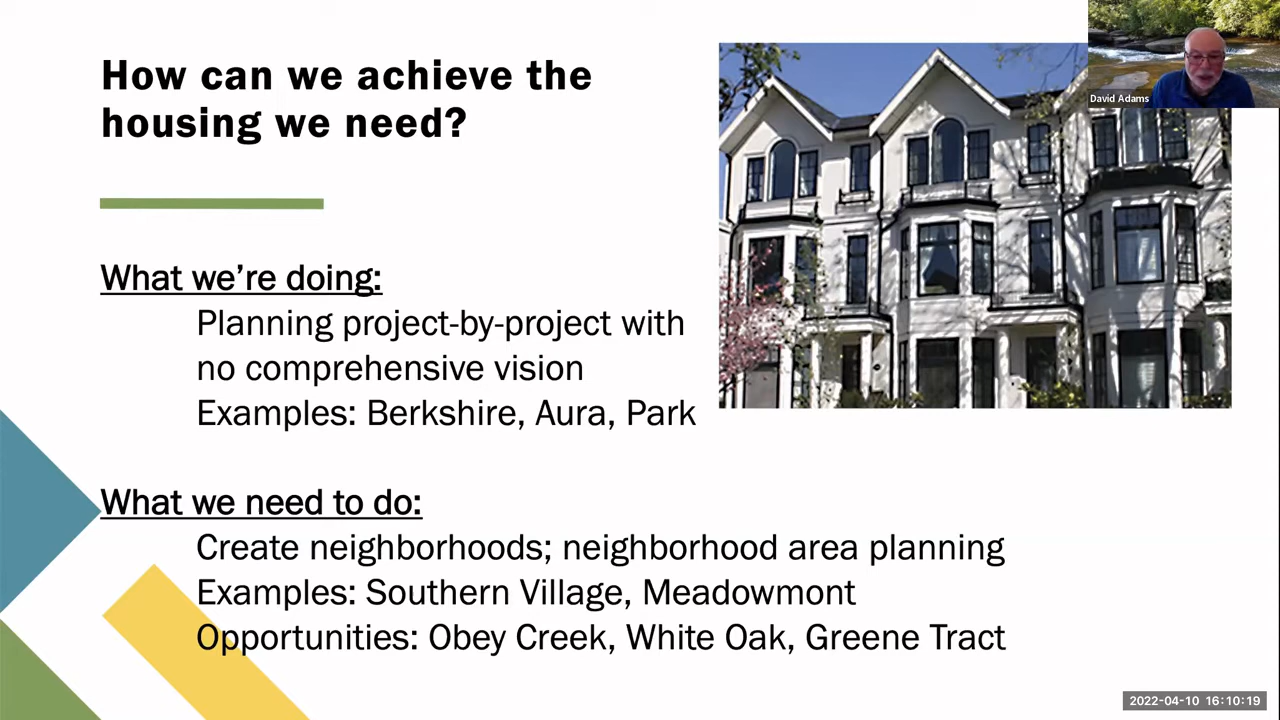 How can we achieve the
housing we need?
David Adams
What we’re doing:
Planning project-by-project with
no comprehensive vision
Examples: Berkshire, Aura, Park
What we need to do:
Create neighborhoods; neighborhood area planning
Examples: Southern Village, Meadowmont
Opportunities: Obey Creek, White Oak, Greene Tract
2022-04-10 16:10:19